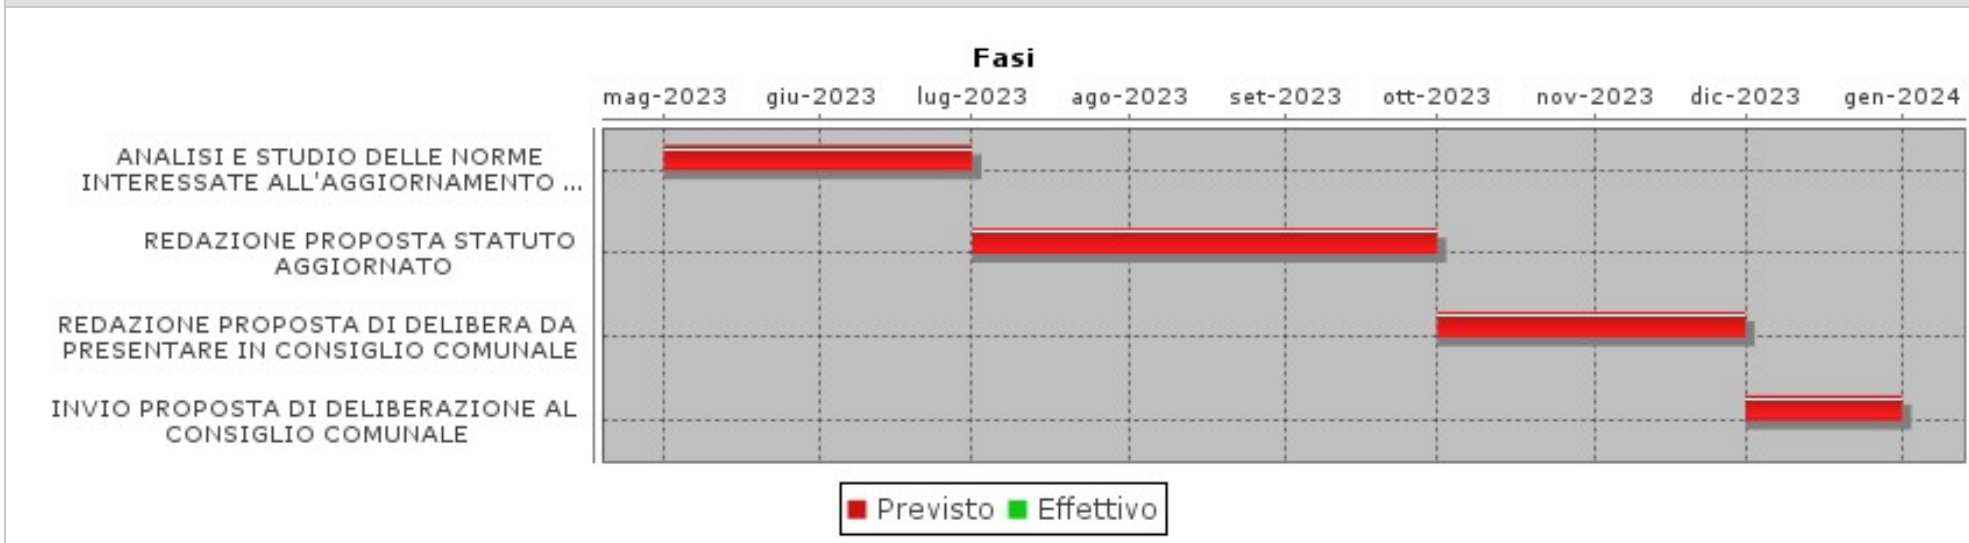 Fasi
mag-2023 giu-2023 lug-2023 ago-2023 set-2023 ott-2023 nov-2023 dic-2023 gen-2024
ANALISI E STUDIO DELLE NORME
INTERESSATE ALL'AGGIORNAMENTO ...
REDAZIONE PROPOSTA STATUTO
AGGIORNATO
REDAZIONE PROPOSTA DI DELIBERA DA
PRESENTARE IN CONSIGLIO COMUNALE
INVIO PROPOSTA DI DELIBERAZIONE AL
CONSIGLIO COMUNALE
Previsto Effettivo